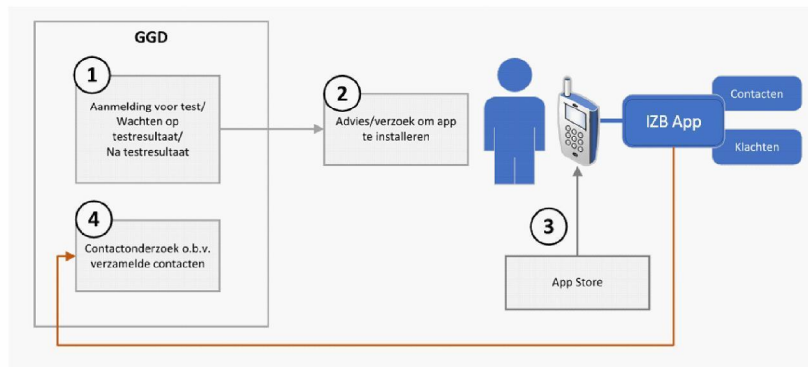 GGD
1
Aanmelding voor test/
Wachten op
testresultaat/
Na testresultaat
2
Advies/verzoek om app
te installeren
IZB App
Contacten
Klachten
3
App Store
4
Contactonderzoek o.b.v.
verzamelde contacten